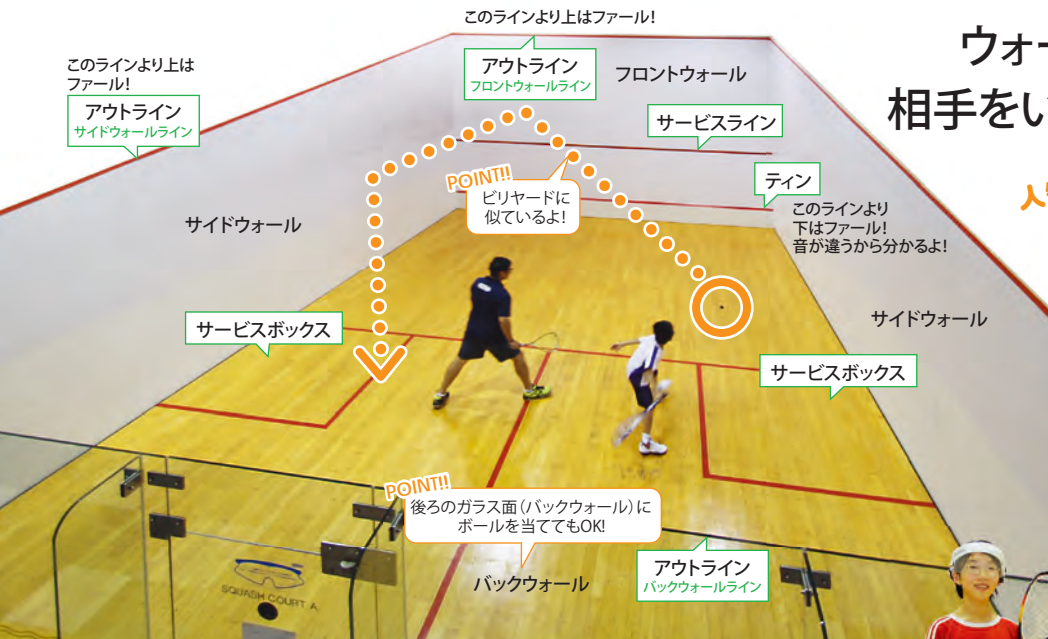 このラインより上はファール!
ウォー
相手をい
このラインより上は
ファール!
アウトライン
サイドウォールライン
アウトライン
フロントウォールライン
フロントウォール
サービスライン
POINT!!
ビリヤードに
似ているよ!
ティン
このラインより
下はファール!
音が違うから分かるよ!
サイドウォール
サイドウォール
サービスボックス
サービスボックス
POINT!!
後ろのガラス面(バックウォール)に
ボールを当ててもOK!
バックウォール
アウトライン
バックウォールライン
SQUASH COURT A